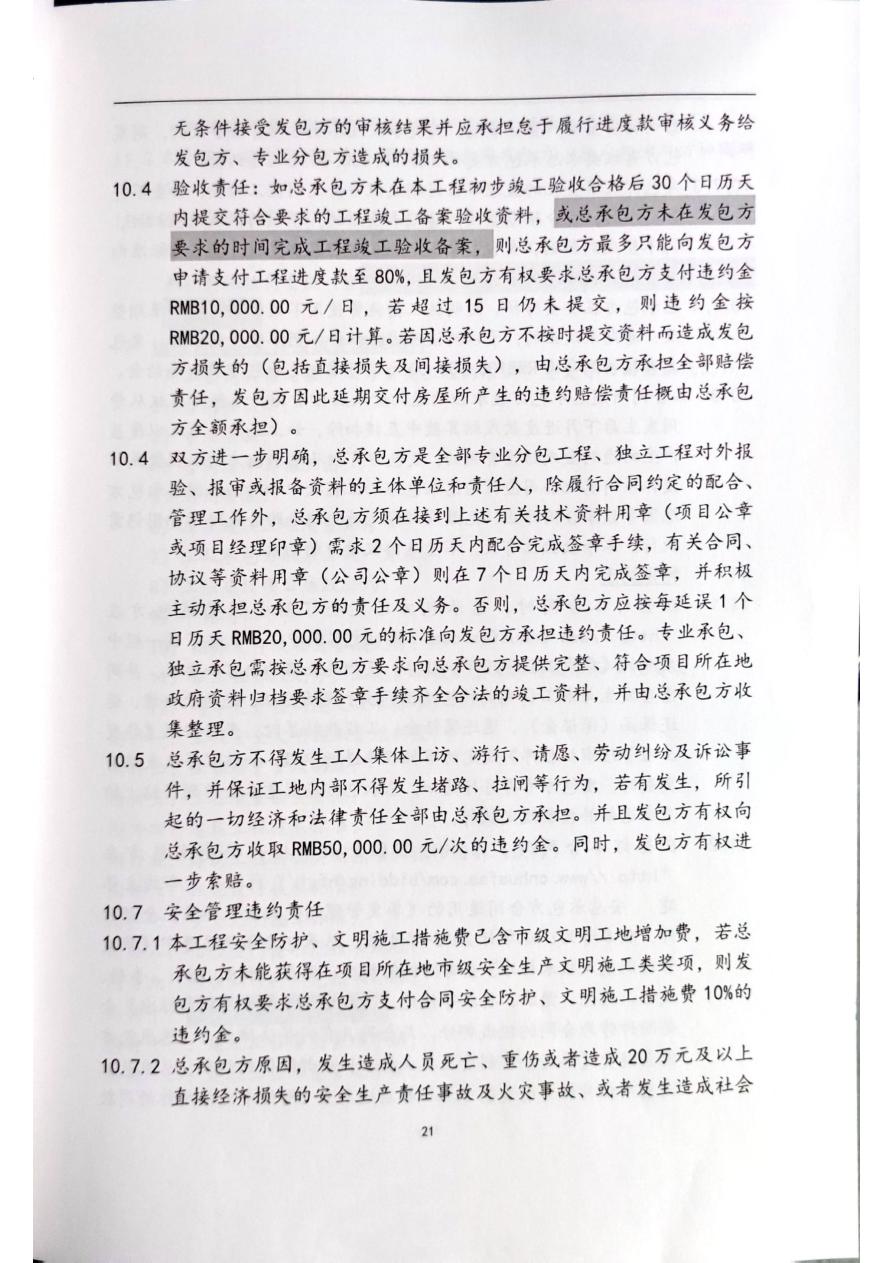 无条件接受发包方的审核结果并应承担怠于履行进度款审核义务给
发包方、专业分包方造成的损失。
10.4 验收责任：如总承包方未在本工程初步竣工验收合格后 30 个日历天
内提交符合要求的工程竣工备案验收资料，或总承包方未在发包方
要求的时间完成工程竣工验收备案，则总承包方最多只能向发包方
申请支付工程进度款至 80%，且发包方有权要求总承包方支付违约金
RMB10,000.00 元/日，若超过 15 日仍未提交，则违约金按
RMB20,000.00 元/日计算。若因总承包方不按时提交资料而造成发包
方损失的（包括直接损失及间接损失），由总承包方承担全部赔偿
责任，发包方因此延期交付房屋所产生的违约赔偿责任概由总承包
方全额承担）。
10.4 双方进一步明确，总承包方是全部专业分包工程、独立工程对外报
验、报审或报备资料的主体单位和责任人，除履行合同约定的配合、
管理工作外，总承包方须在接到上述有关技术资料用章（项目公章
或项目经理印章）需求 2 个日历天内配合完成签章手续，有关合同、
协议等资料用章（公司公章）则在 7 个日历天内完成签章，并积极
主动承担总承包方的责任及义务。否则，总承包方应按每延误 1 个
日历天 RMB20,000.00 元的标准向发包方承担违约责任。专业承包、
独立承包需按总承包方要求向总承包方提供完整、符合项目所在地
政府资料归档要求签章手续齐全合法的竣工资料，并由总承包方收
集整理。
10.5 总承包方不得发生工人集体上访、游行、请愿、劳动纠纷及诉讼事
件，并保证工地内部不得发生堵路、拉闸等行为，若有发生，所引
起的一切经济和法律责任全部由总承包方承担。并且发包方有权向
总承包方收取 RMB50,000.00 元/次的违约金。同时，发包方有权进
一步索赔。
10.7 安全管理违约责任
10.7.1 本工程安全防护、文明施工措施费已含市级文明工地增加费，若总
承包方未能获得在项目所在地市级安全生产文明施工类奖项，则发
包方有权要求总承包方支付合同安全防护、文明施工措施费 10%的
违约金。
10.7.2 总承包方原因，发生造成人员死亡、重伤或者造成 20 万元及以上
直接经济损失的安全生产责任事故及火灾事故、或者发生造成社会
21